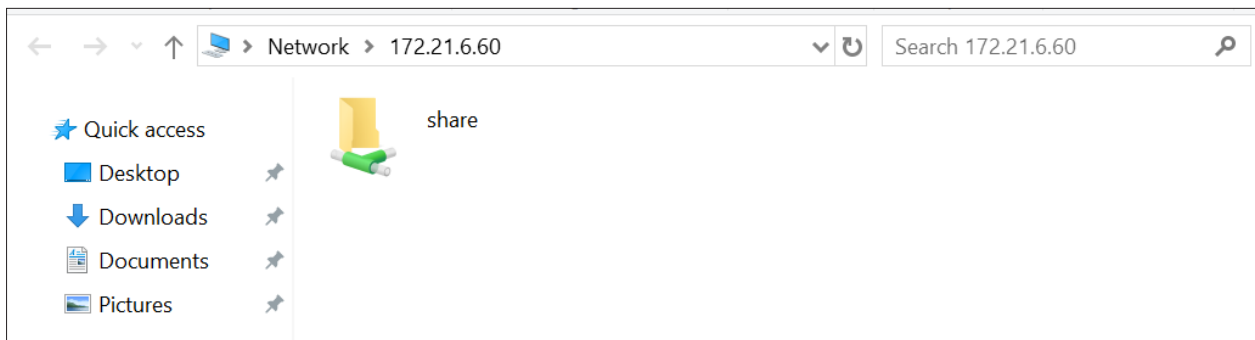 Network > 172.21.6.60
Search 172.21.6.60
Quick access
share
Desktop
Downloads
Documents
Pictures